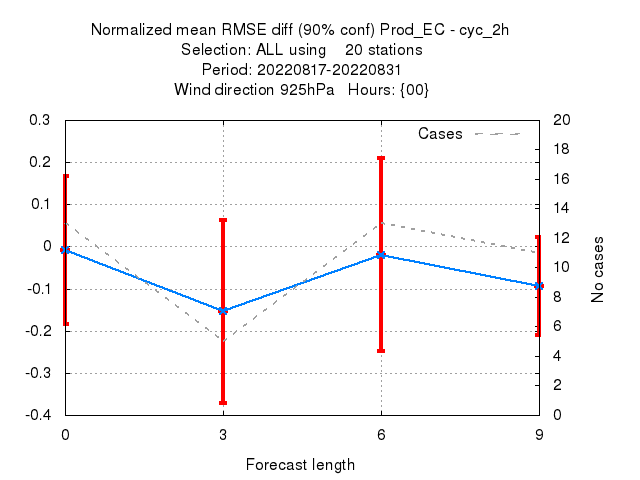 Normalized mean RMSE diff (90% conf) Prod_EC - cyc_2h
Selection: ALL using    20 stations
Period: 20220817-20220831
Wind direction 925hPa   Hours: {00}
Cases
0.3
0.2
0.1
0
-0.1
-0.2
-0.3
-0.4
20
18
16
14
12
10
8
6
4
2
0
No cases
0 3 6 9
Forecast length